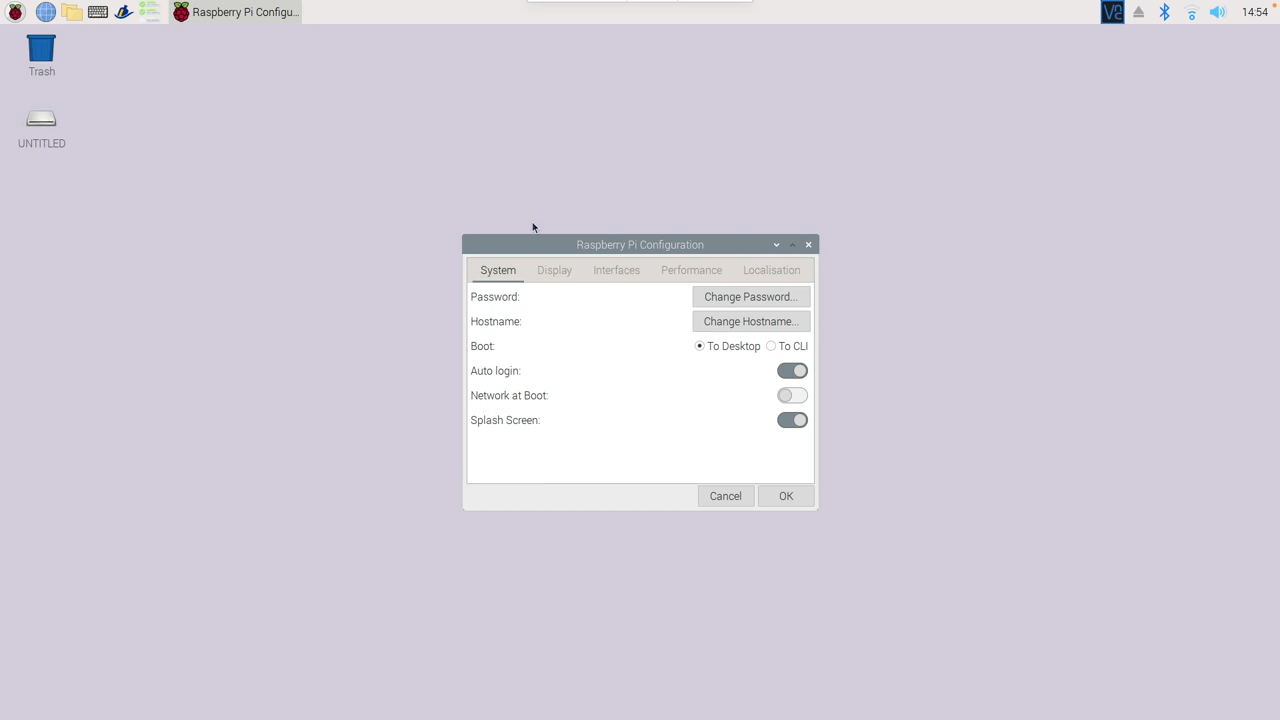 Raspberry Pi Configu...
VNC
14:54
Trash
UNTITLED
Raspberry Pi Configuration
System Display Interfaces Performance Localisation
Password: Change Password...
Hostname: Change Hostname...
Boot: To Desktop To CLI
Auto login:
Network at Boot:
Splash Screen:
Cancel OK